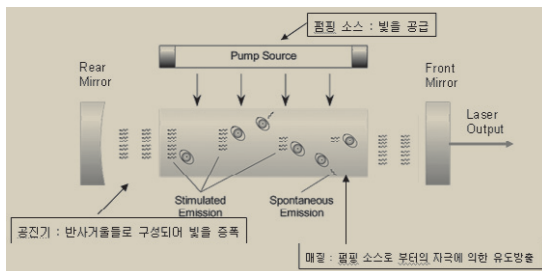 펌핑 소스 : 빛을 공급
Pump Source
Rear
Mirror
Front
Mirror
Laser
Output
Stimulated
Emission
Spontaneous
Emission
공진기 : 반사거울들로 구성되어 빛을 증폭
매질 : 펌핑 소스로 부터의 자극에 의한 유도방출